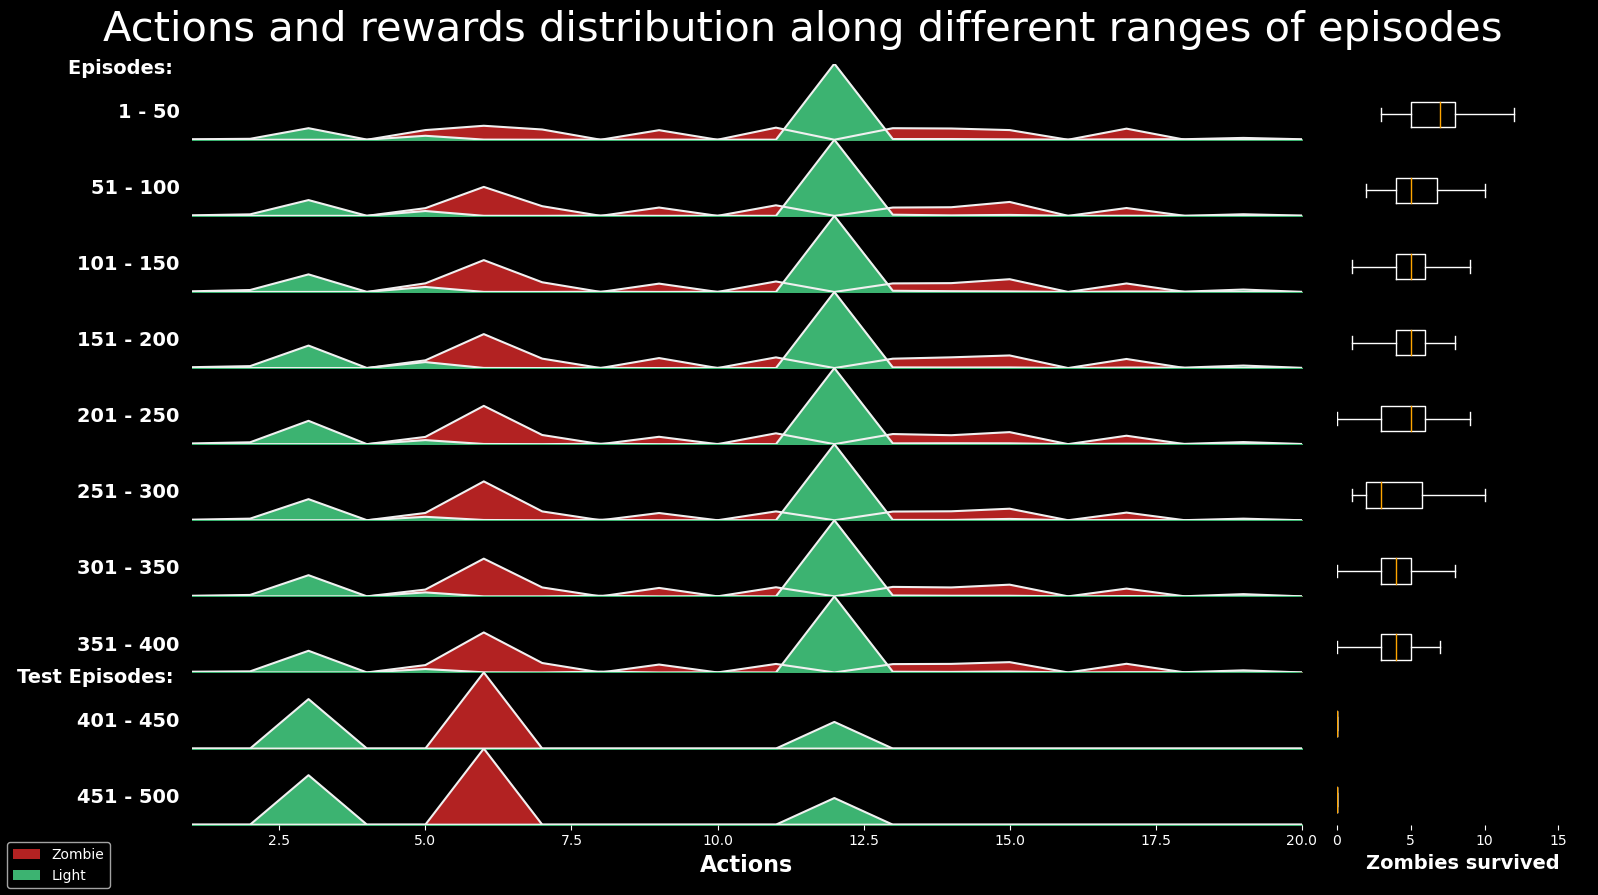 Actions and rewards distribution along different ranges of episodes
Episodes:
1 - 50
51 - 100
101 - 150
151 - 200
201 - 250
251 - 300
301 - 350
351 - 400
Test Episodes:
401 - 450
451 - 500
2.5 5.0 7.5 10.0 12.5 15.0 17.5 20.0 0 5 10 15
Actions
Zombies survived
Zombie
Light